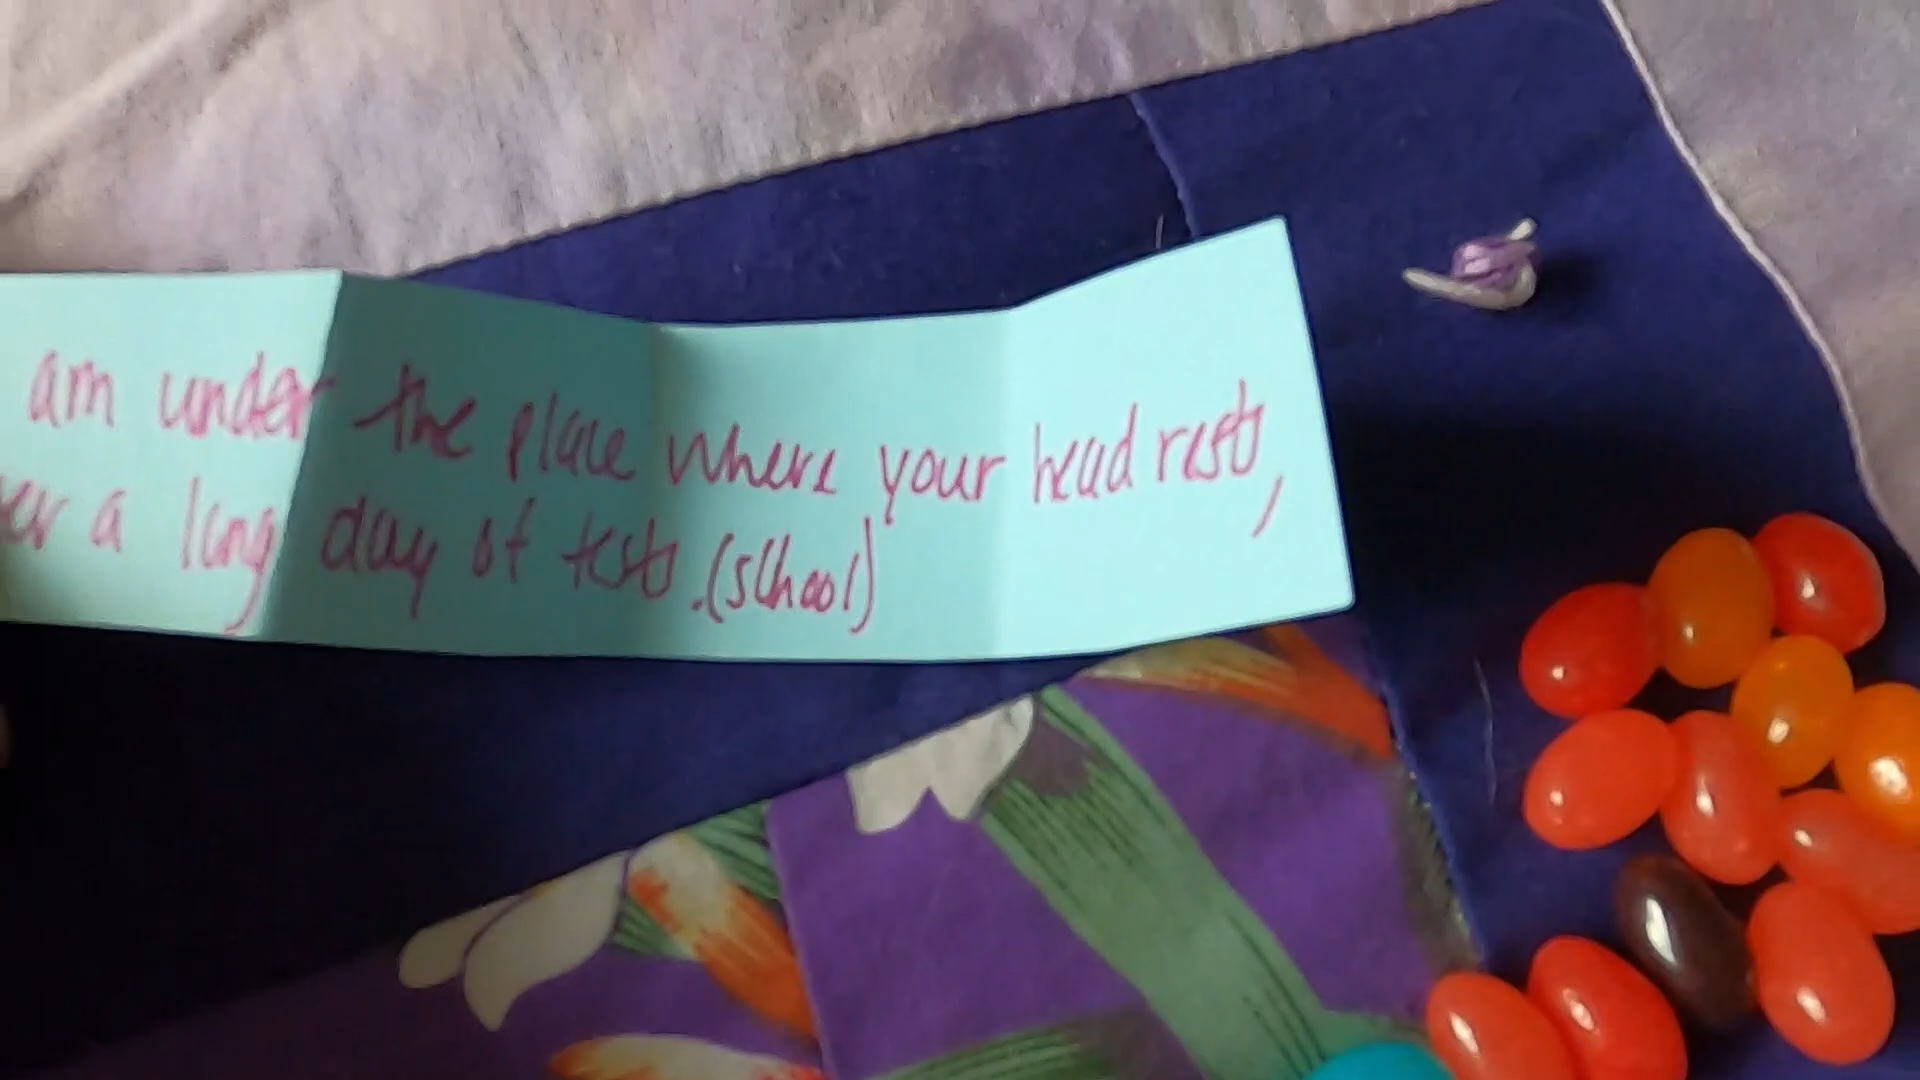 am under the place where your head rests,
a long day of tests. (school)